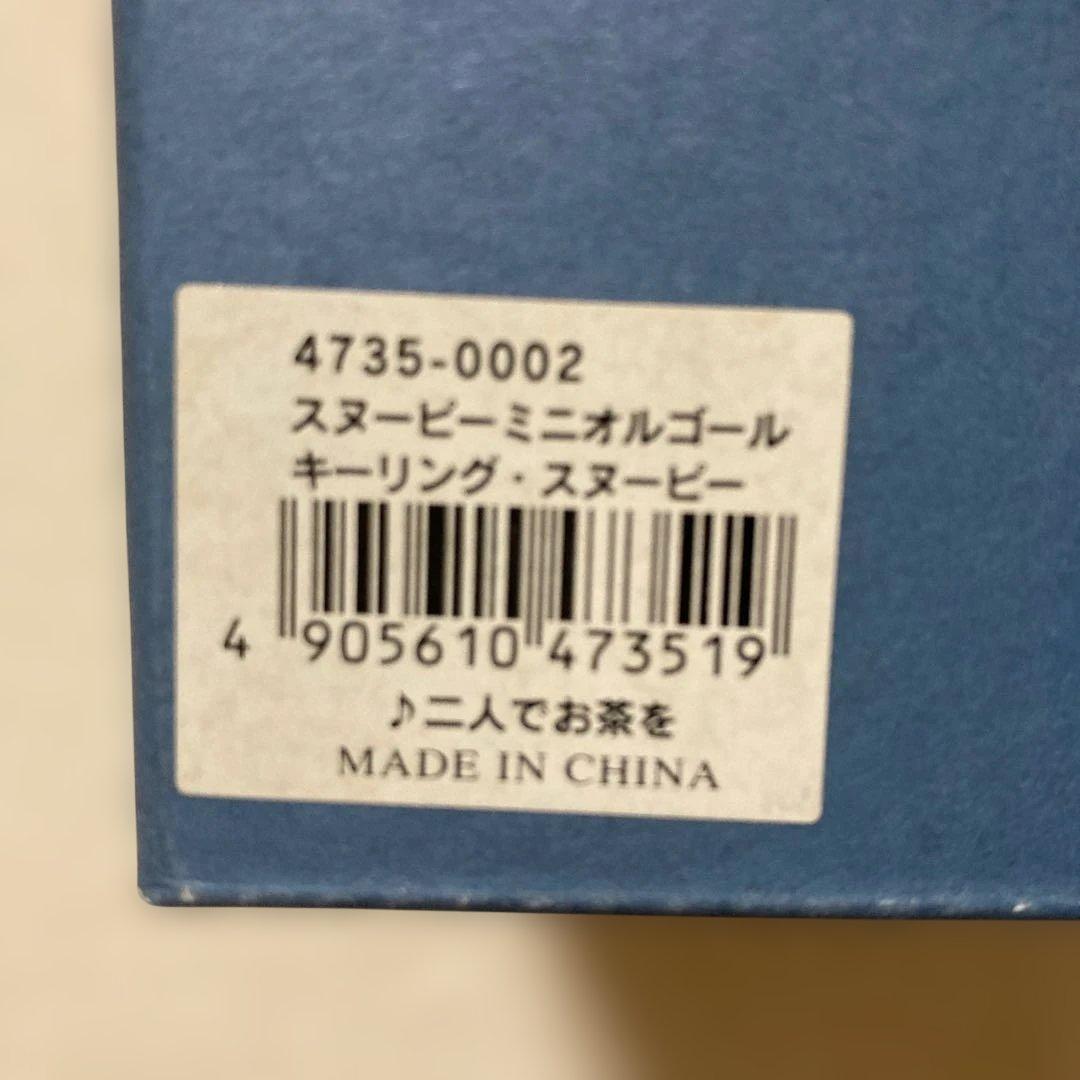 4735-0002
スヌーピーミニオルゴール
キーリング・スヌーピー
4 905610 473519
♪二人でお茶を
MADE IN CHINA